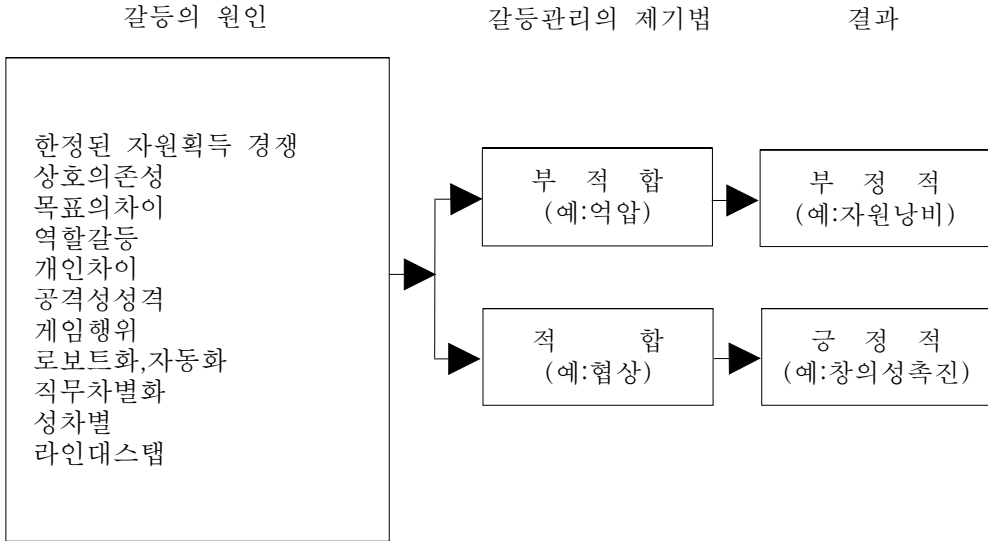 갈등의 원인
갈등관리의 제기법
결과
한정된 자원획득 경쟁
상호의존성
목표의차이
역할갈등
개인차이
공격성성격
게임행위
로보트화,자동화
직무차별화
성차별
라인대스탭
부 적 합
(예:억압)
부 정 적
(예:자원낭비)
적 합
(예:협상)
긍 정 적
(예:창의성촉진)